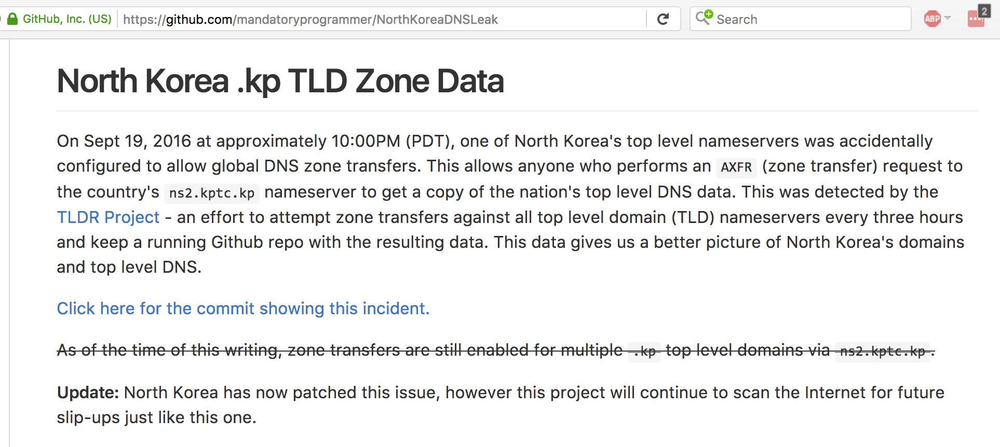 GitHub, Inc. (US) https://github.com/mandatoryprogrammer/NorthKoreaDNSLeak Search ABP 2
North Korea .kp TLD Zone Data
On Sept 19, 2016 at approximately 10:00PM (PDT), one of North Korea's top level nameservers was accidentally
configured to allow global DNS zone transfers. This allows anyone who performs an AXFR (zone transfer) request to
the country's ns2.kptc.kp nameserver to get a copy of the nation's top level DNS data. This was detected by the
TLDR Project - an effort to attempt zone transfers against all top level domain (TLD) nameservers every three hours
and keep a running Github repo with the resulting data. This data gives us a better picture of North Korea's domains
and top level DNS.
Click here for the commit showing this incident.
As of the time of this writing, zone transfers are still enabled for multiple .kp top level domains via ns2.kptc.kp.
Update: North Korea has now patched this issue, however this project will continue to scan the Internet for future
slip-ups just like this one.